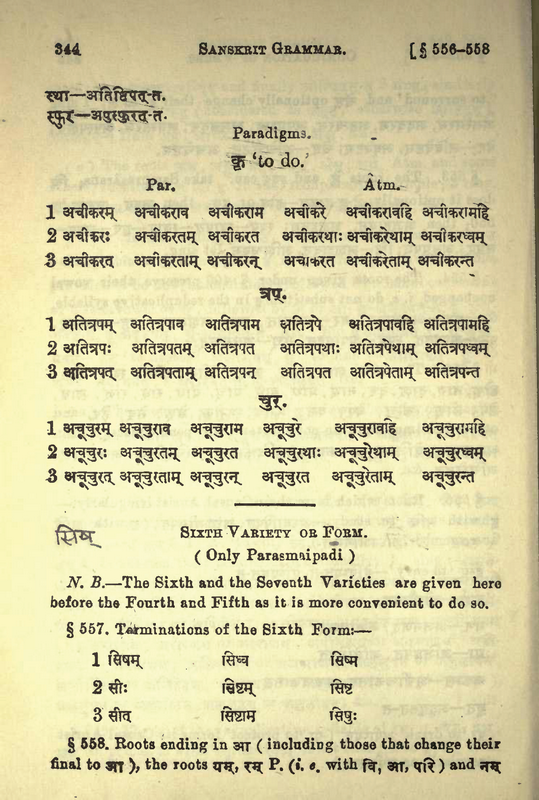 344 SANSKRIT GRAMMAR. [ § 556-558
स्था—अतिष्ठिपत्-त.
स्फुर—अपुस्फुरत्-त.
Paradigms.
कृ 'to do.'
Par. Âtm.
1 अचीकरम् अचीकराव अचीकराम अचीकरे अचीकरावहि अचीकरामहि
2 अचीकरः अचीकरतम् अचीकरत अचीकरथाः अचीकरेथाम् अचीकरध्वम्
3 अचीकरत् अचीकरताम् अचीकरन् अचीकरत अचीकरेताम् अचीकरन्त
त्रप्.
1 अतित्रपम् अतित्रपाव अतित्रपाम अतित्रपे अतित्रपावहि अतित्रपामहि
2 अतित्रपः अतित्रपतम् अतित्रपत अतित्रपथाः अतित्रपेथाम् अतित्रपध्वम्
3 अतित्रपत् अतित्रपताम् अतित्रपन् अतित्रपत अतित्रपेताम् अतित्रपन्त
चुर्.
1 अचूचुरम् अचूचुराव अचूचुराम अचूचुरे अचूचुरावहि अचूचुरामहि
2 अचूचुरः अचूचुरतम् अचूचुरत अचूचुरथाः अचूचुरेथाम् अचूचुरध्वम्
3 अचूचुरत् अचूचुरताम् अचूचुरन् अचूचुरत अचूचुरेताम् अचूचुरन्त
SIXTH VARIETY OR FORM.
( Only Parasmaipadi )
N. B.—The Sixth and the Seventh Varieties are given here
before the Fourth and Fifth as it is more convenient to do so.
§ 557. Terminations of the Sixth Form:—
1 सिषम् सिष्व सिष्म
2 सीः सिष्टम् सिष्ट
3 सीत् सिष्टाम् सिषुः
§ 558. Roots ending in आ ( including those that change their
final to आ ), the roots यम्, रम् P. (i. e. with वि, आ, परि ) and नम्